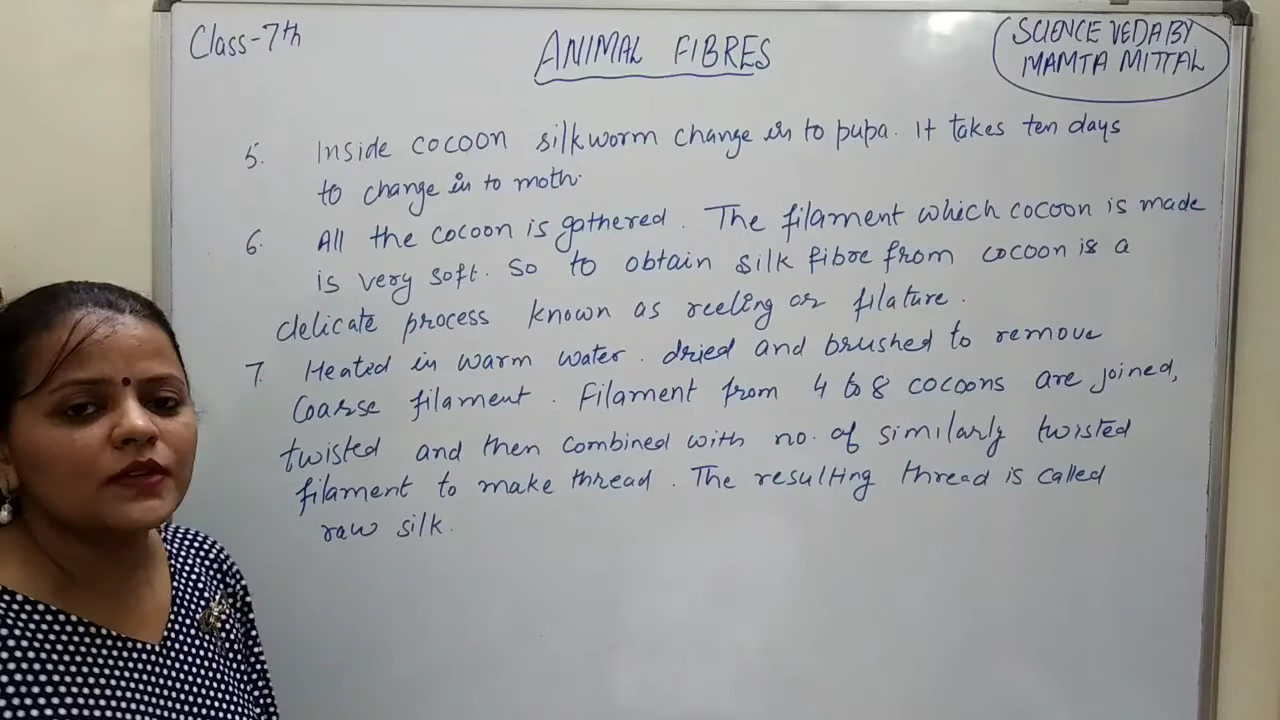 Class-7th
ANIMAL FIBRES
SCIENCE VEDA BY
MAMTA MITTAL
5. Inside cocoon silkworm change in to pupa. It takes ten days
to change in to moth.
6. All the cocoon is gathered. The filament which cocoon is made
is very soft. So to obtain silk fibre from cocoon is a
delicate process known as reeling or filature.
7. Heated in warm water. dried and brushed to remove
Coarse filament. Filament from 4 to 8 cocoons are joined,
twisted and then combined with no. of similarly twisted
filament to make thread. The resulting thread is called
raw silk.